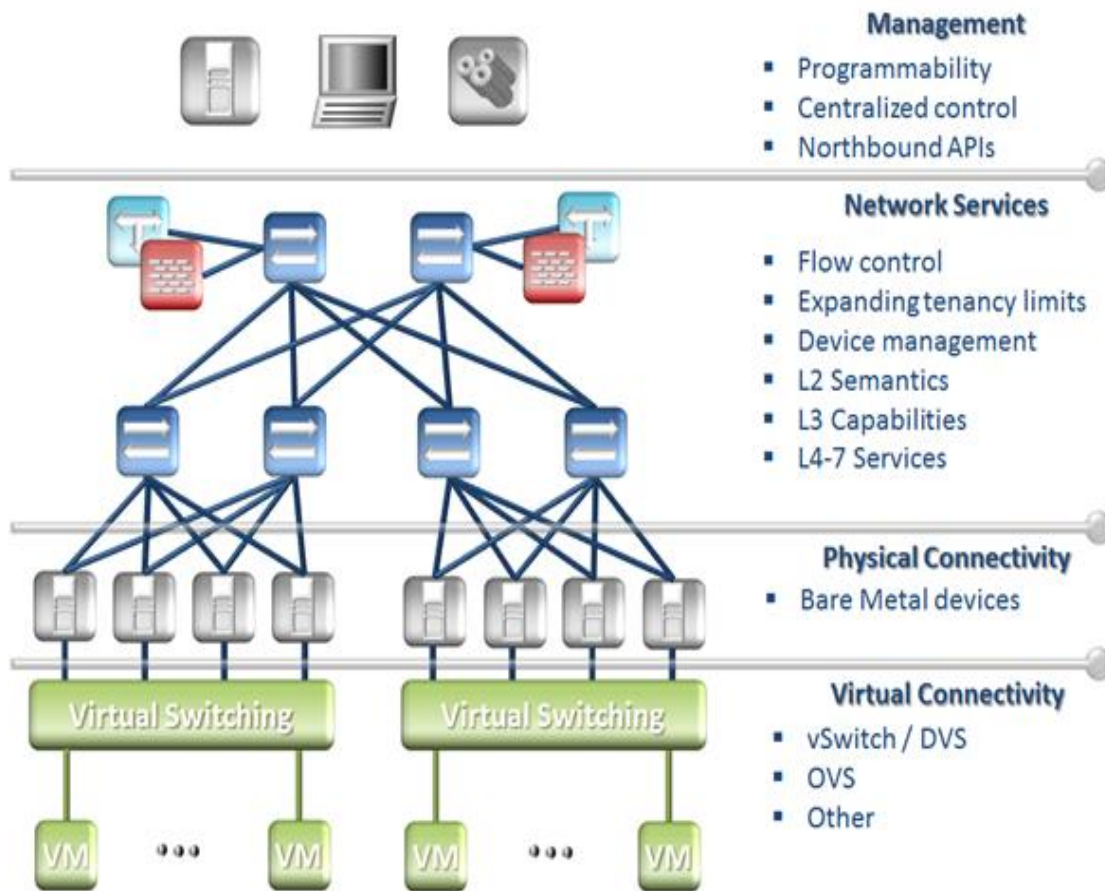 Management
Programmability
Centralized control
Northbound APIs
Network Services
Flow control
Expanding tenancy limits
Device management
L2 Semantics
L3 Capabilities
L4-7 Services
Physical Connectivity
Bare Metal devices
Virtual Connectivity
vSwitch / DVS
OVS
Other
Virtual Switching
Virtual Switching
VM
VM
VM
VM